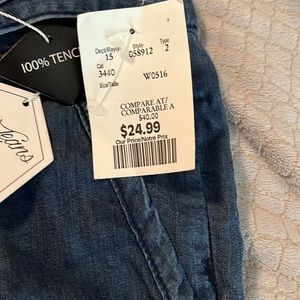 100% TENC
Jeans
Dept/Rayon Style Type
15 058912 2
Cat
3440 W0516
Size/Taille
COMPARE AT/
COMPARABLE A
$40.00
$24.99
Our Price/Notre Prix